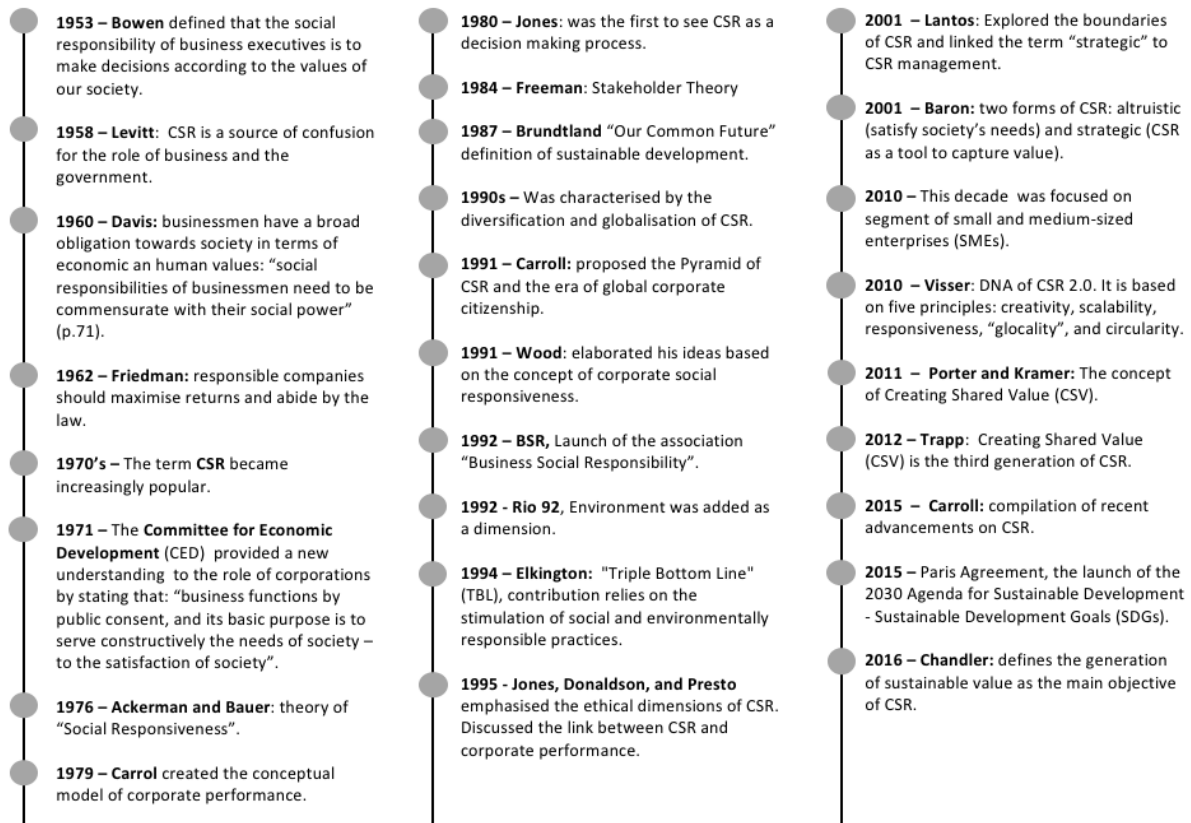 1953 – Bowen defined that the social
responsibility of business executives is to
make decisions according to the values of
our society.
1958 – Levitt:  CSR is a source of confusion
for the role of business and the
government.
1960 – Davis: businessmen have a broad
obligation towards society in terms of
economic an human values: “social
responsibilities of businessmen need to be
commensurate with their social power”
(p.71).
1962 – Friedman: responsible companies
should maximise returns and abide by the
law.
1970’s – The term CSR became
increasingly popular.
1971 – The Committee for Economic
Development (CED)  provided a new
understanding  to the role of corporations
by stating that: “business functions by
public consent, and its basic purpose is to
serve constructively the needs of society –
to the satisfaction of society”.
1976 – Ackerman and Bauer: theory of
“Social Responsiveness”.
1979 – Carrol created the conceptual
model of corporate performance.
1980 – Jones: was the first to see CSR as a
decision making process.
1984 – Freeman: Stakeholder Theory
1987 – Brundtland “Our Common Future”
definition of sustainable development.
1990s – Was characterised by the
diversification and globalisation of CSR.
1991 – Carroll: proposed the Pyramid of
CSR and the era of global corporate
citizenship.
1991 – Wood: elaborated his ideas based
on the concept of corporate social
responsiveness.
1992 – BSR, Launch of the association
“Business Social Responsibility”.
1992 - Rio 92, Environment was added as
a dimension.
1994 – Elkington:  "Triple Bottom Line"
(TBL), contribution relies on the
stimulation of social and environmentally
responsible practices.
1995 - Jones, Donaldson, and Presto
emphasised the ethical dimensions of CSR.
Discussed the link between CSR and
corporate performance.
2001  – Lantos: Explored the boundaries
of CSR and linked the term “strategic” to
CSR management.
2001  – Baron: two forms of CSR: altruistic
(satisfy society’s needs) and strategic (CSR
as a tool to capture value).
2010 – This decade  was focused on
segment of small and medium-sized
enterprises (SMEs).
2010  – Visser: DNA of CSR 2.0. It is based
on five principles: creativity, scalability,
responsiveness, “glocality”, and circularity.
2011  –  Porter and Kramer: The concept
of Creating Shared Value (CSV).
2012 – Trapp:  Creating Shared Value
(CSV) is the third generation of CSR.
2015  –  Carroll: compilation of recent
advancements on CSR.
2015 – Paris Agreement, the launch of the
2030 Agenda for Sustainable Development
- Sustainable Development Goals (SDGs).
2016 – Chandler: defines the generation
of sustainable value as the main objective
of CSR.